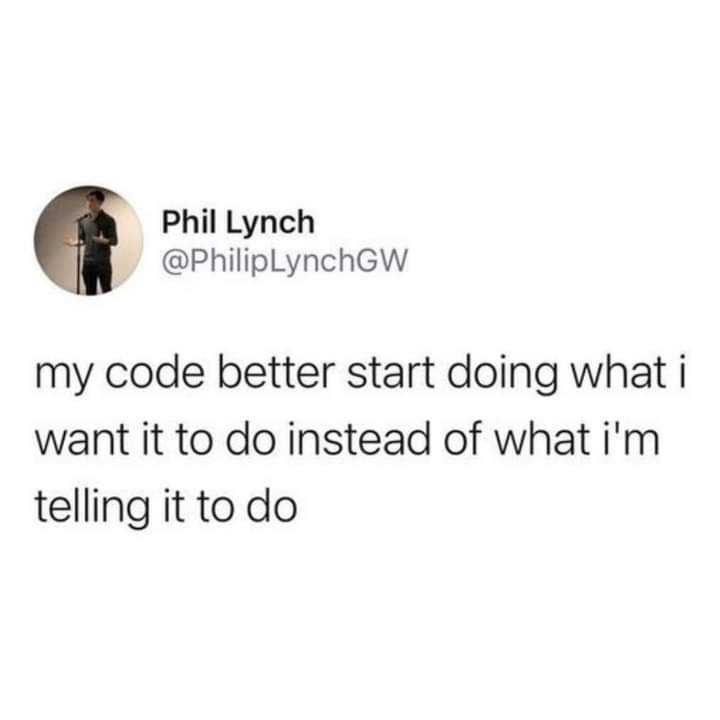 Phil Lynch
@PhilipLynchGW
my code better start doing what i
want it to do instead of what i'm
telling it to do